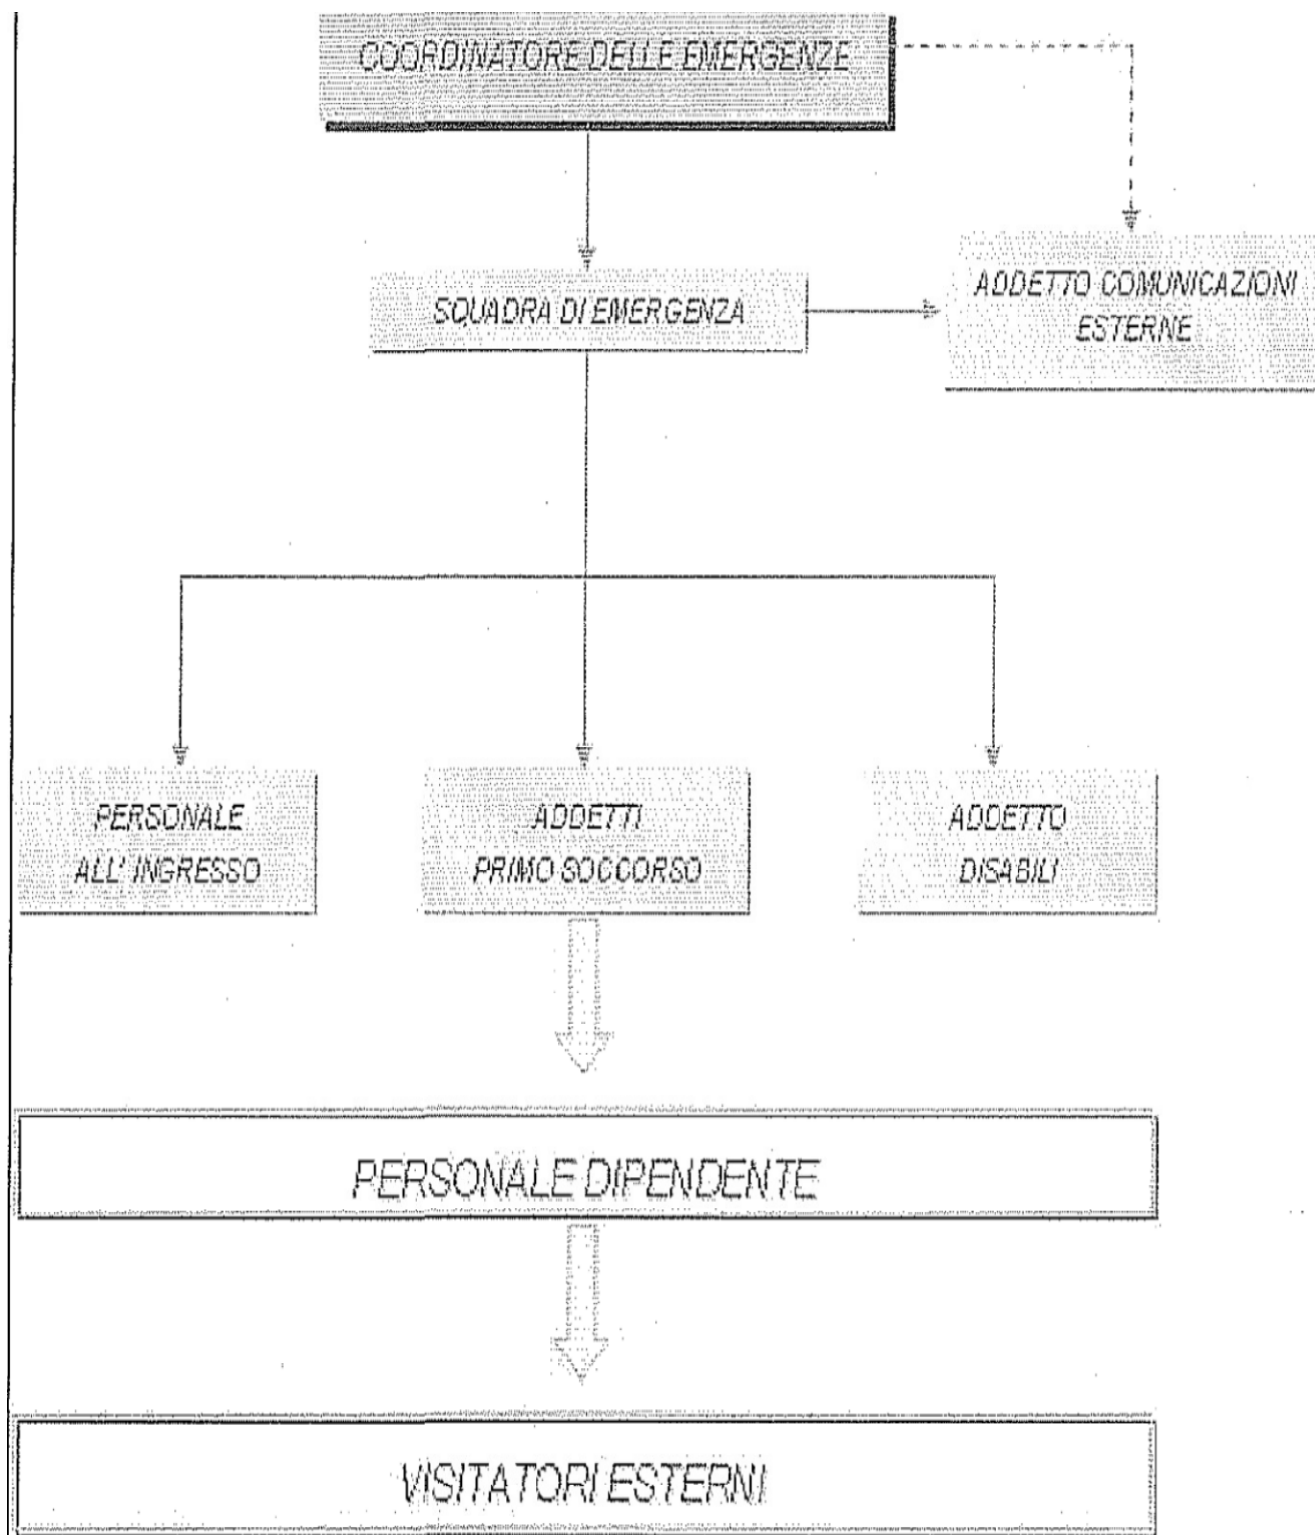 COORDINATORE DELLE EMERGENZE
SQUADRA DI EMERGENZA
ADDETTO COMUNICAZIONI
ESTERNE
PERSONALE
ALL' INGRESSO
ADDETTI
PRIMO SOCCORSO
ADDETTO
DISABILI
PERSONALE DIPENDENTE
VISITATORI ESTERNI